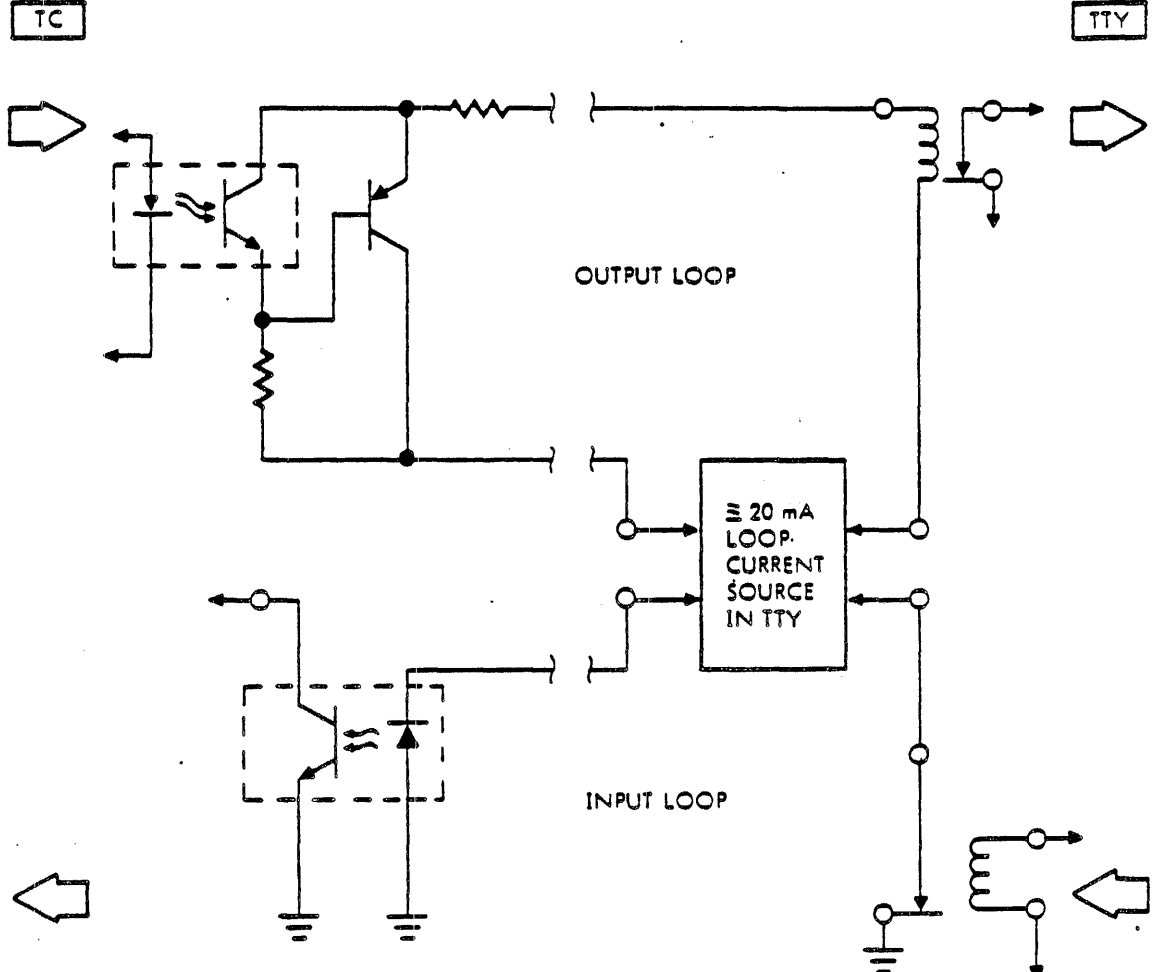 TC
TTY
OUTPUT LOOP
≅ 20 mA
LOOP-
CURRENT
SOURCE
IN TTY
INPUT LOOP